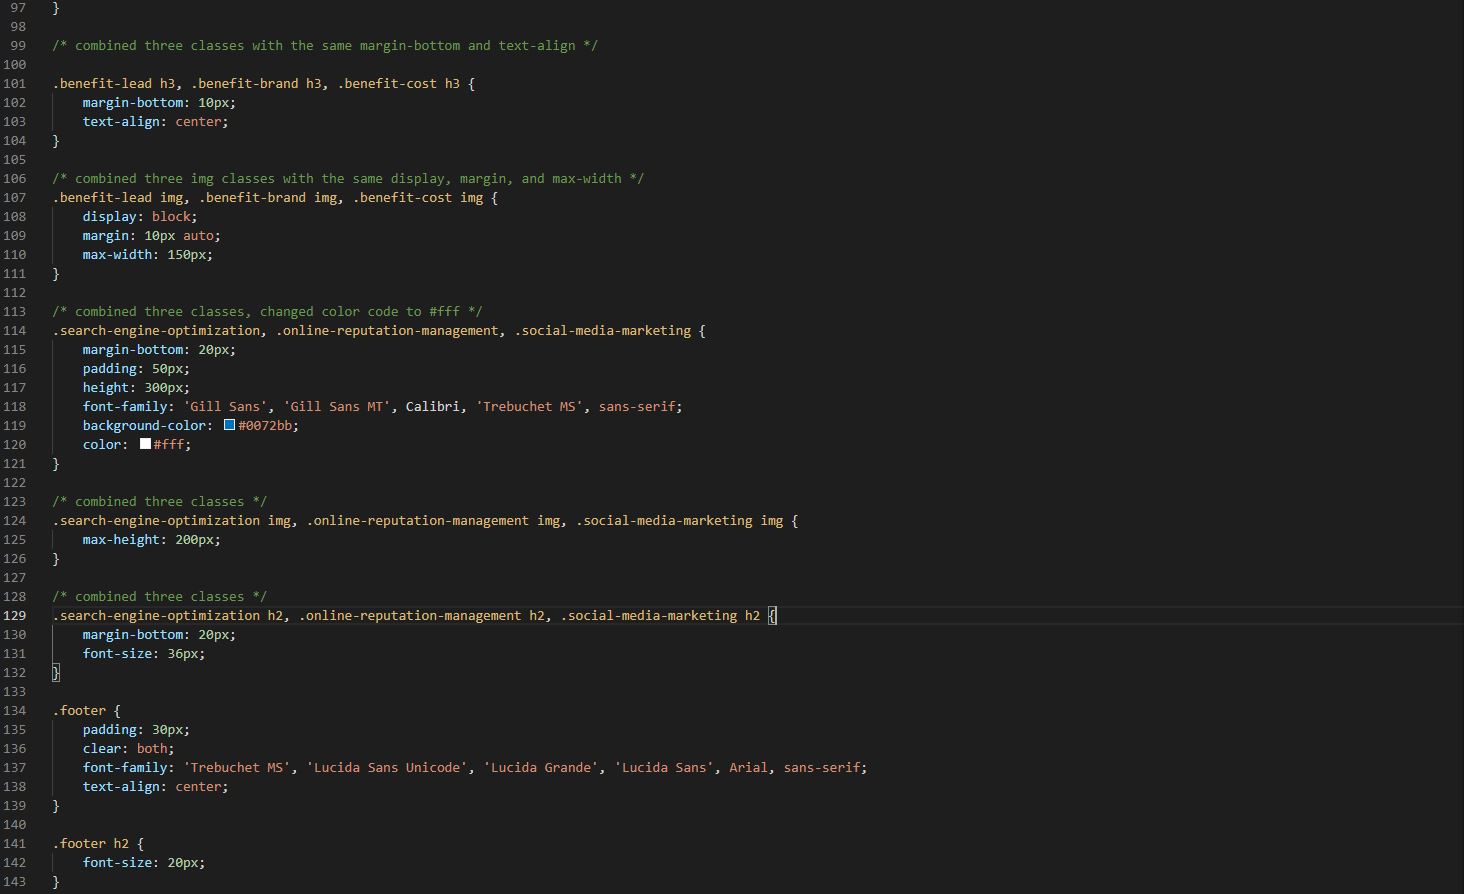 97 }
98
99 /* combined three classes with the same margin-bottom and text-align */
100
101 .benefit-lead h3, .benefit-brand h3, .benefit-cost h3 {
102     margin-bottom: 10px;
103     text-align: center;
104 }
105
106 /* combined three img classes with the same display, margin, and max-width */
107 .benefit-lead img, .benefit-brand img, .benefit-cost img {
108     display: block;
109     margin: 10px auto;
110     max-width: 150px;
111 }
112
113 /* combined three classes, changed color code to #fff */
114 .search-engine-optimization, .online-reputation-management, .social-media-marketing {
115     margin-bottom: 20px;
116     padding: 50px;
117     height: 300px;
118     font-family: 'Gill Sans', 'Gill Sans MT', Calibri, 'Trebuchet MS', sans-serif;
119     background-color: #0072bb;
120     color: #fff;
121 }
122
123 /* combined three classes */
124 .search-engine-optimization img, .online-reputation-management img, .social-media-marketing img {
125     max-height: 200px;
126 }
127
128 /* combined three classes */
129 .search-engine-optimization h2, .online-reputation-management h2, .social-media-marketing h2 {
130     margin-bottom: 20px;
131     font-size: 36px;
132 }
133
134 .footer {
135     padding: 30px;
136     clear: both;
137     font-family: 'Trebuchet MS', 'Lucida Sans Unicode', 'Lucida Grande', 'Lucida Sans', Arial, sans-serif;
138     text-align: center;
139 }
140
141 .footer h2 {
142     font-size: 20px;
143 }